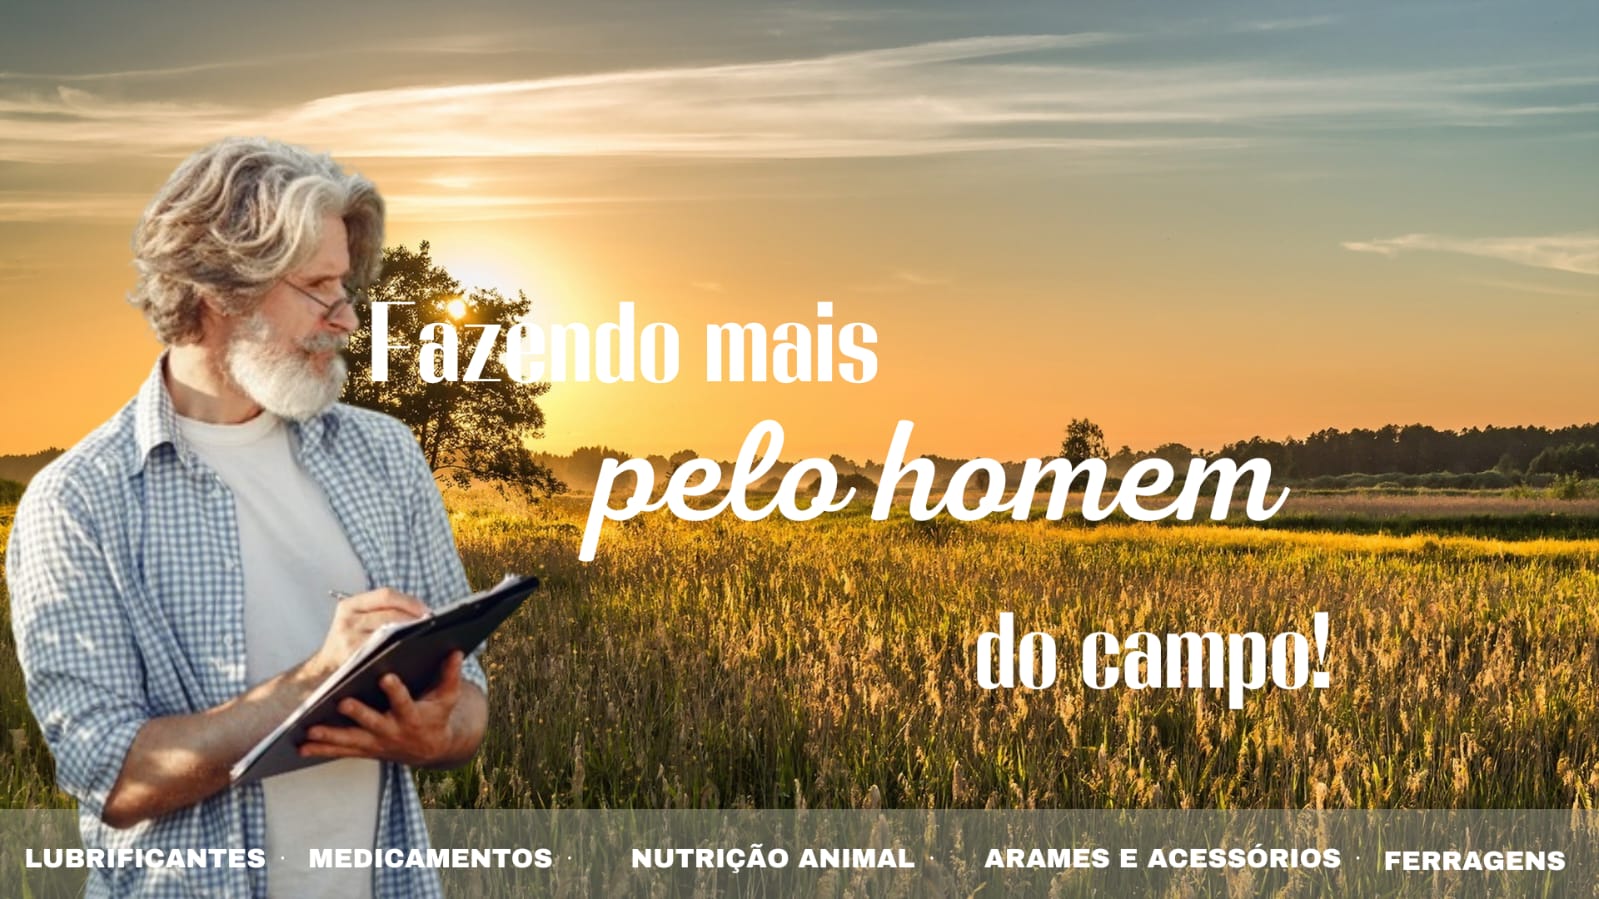 Fazendo mais
pelo homem
do campo!
LUBRIFICANTES · MEDICAMENTOS · NUTRIÇÃO ANIMAL · ARAMES E ACESSÓRIOS · FERRAGENS